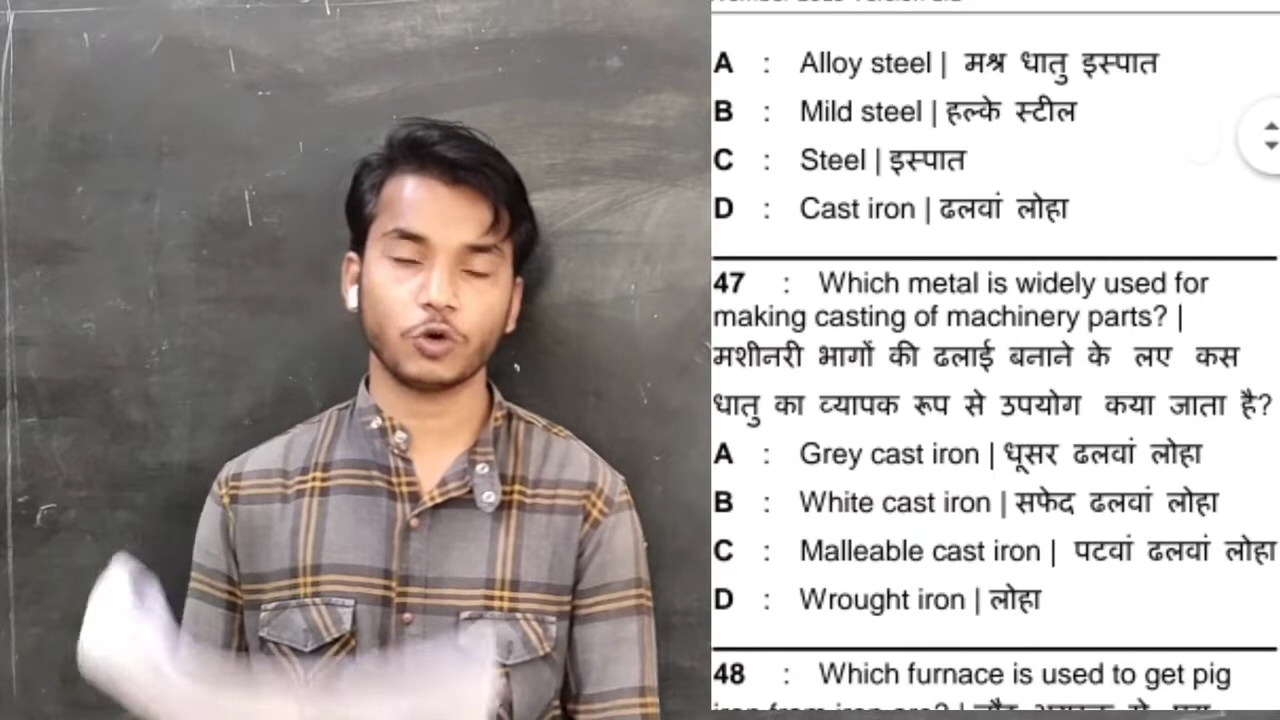 A : Alloy steel | मश्र धातु इस्पात
B : Mild steel | हल्के स्टील
C : Steel | इस्पात
D : Cast iron | ढलवां लोहा
47 : Which metal is widely used for
making casting of machinery parts? |
मशीनरी भागों की ढलाई बनाने के लए कस
धातु का व्यापक रूप से उपयोग कया जाता है?
A : Grey cast iron | धूसर ढलवां लोहा
B : White cast iron | सफेद ढलवां लोहा
C : Malleable cast iron | पटवां ढलवां लोहा
D : Wrought iron | लोहा
48 : Which furnace is used to get pig